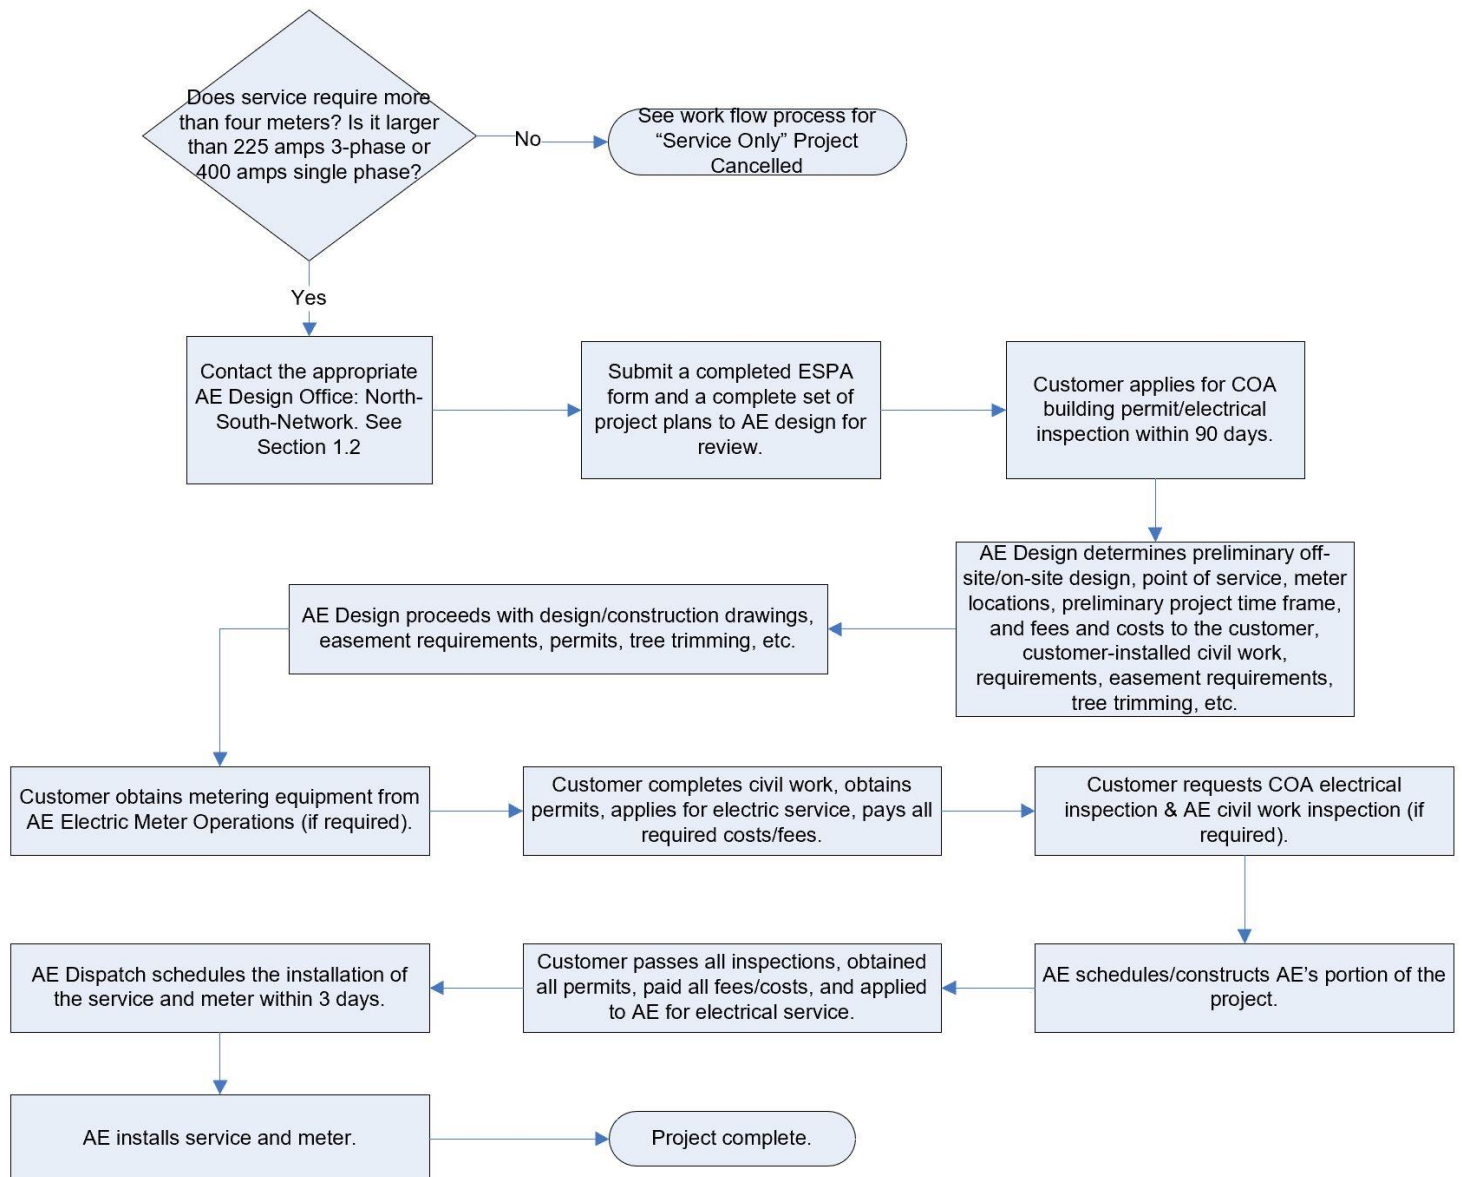 Does service require more
than four meters? Is it larger
than 225 amps 3-phase or
400 amps single phase?
No
See work flow process for
“Service Only” Project
Cancelled
Yes
Contact the appropriate
AE Design Office: North-
South-Network. See
Section 1.2
Submit a completed ESPA
form and a complete set of
project plans to AE design for
review.
Customer applies for COA
building permit/electrical
inspection within 90 days.
AE Design determines preliminary off-
site/on-site design, point of service, meter
locations, preliminary project time frame,
and fees and costs to the customer,
customer-installed civil work,
requirements, easement requirements,
tree trimming, etc.
AE Design proceeds with design/construction drawings,
easement requirements, permits, tree trimming, etc.
Customer obtains metering equipment from
AE Electric Meter Operations (if required).
Customer completes civil work, obtains
permits, applies for electric service, pays all
required costs/fees.
Customer requests COA electrical
inspection & AE civil work inspection (if
required).
AE schedules/constructs AE’s portion of the
project.
Customer passes all inspections, obtained
all permits, paid all fees/costs, and applied
to AE for electrical service.
AE Dispatch schedules the installation of
the service and meter within 3 days.
AE installs service and meter.
Project complete.